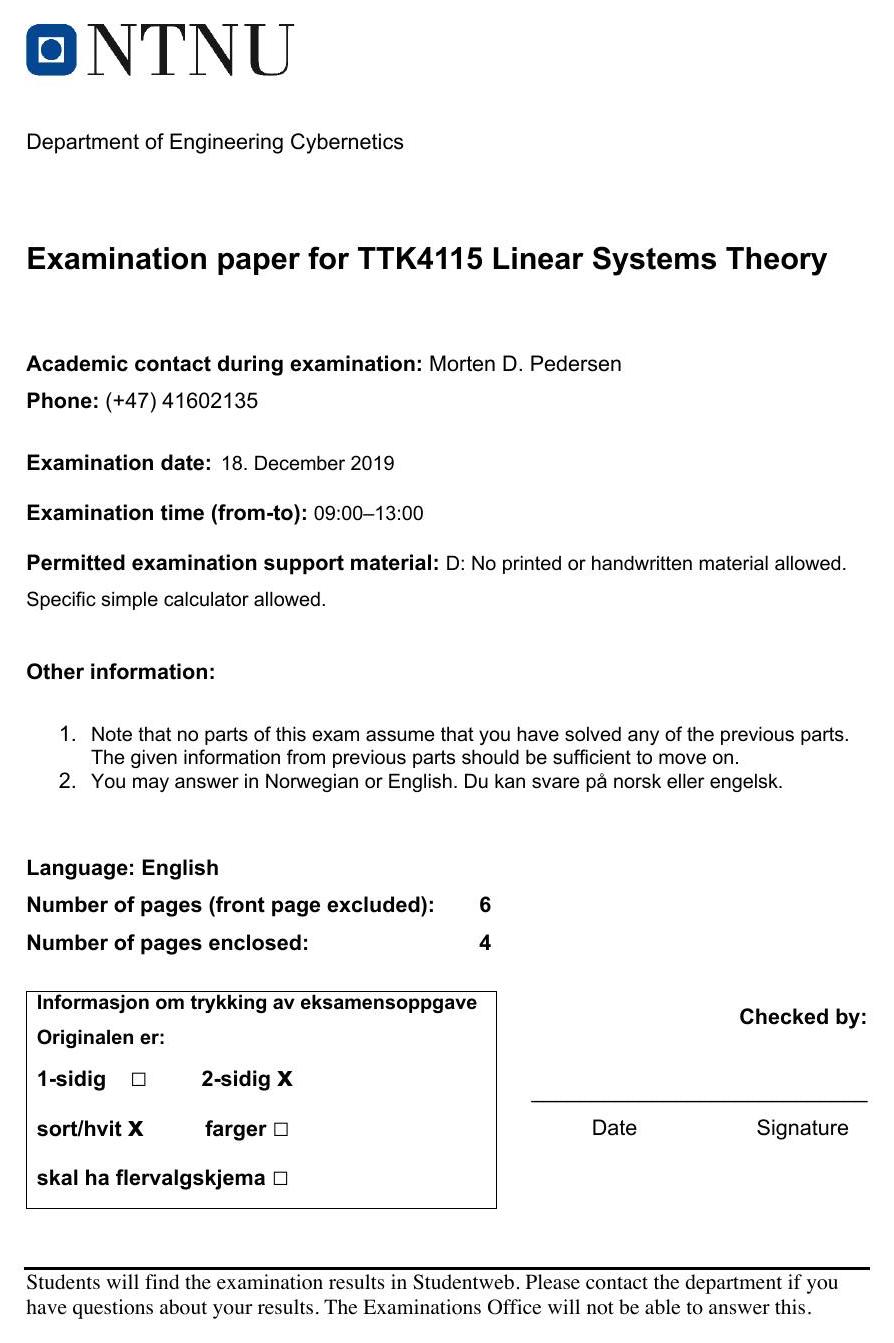 NTNU
Department of Engineering Cybernetics
Examination paper for TTK4115 Linear Systems Theory
Academic contact during examination: Morten D. Pedersen
Phone: (+47) 41602135
Examination date: 18. December 2019
Examination time (from-to): 09:00–13:00
Permitted examination support material: D: No printed or handwritten material allowed.
Specific simple calculator allowed.
Other information:
1. Note that no parts of this exam assume that you have solved any of the previous parts.
The given information from previous parts should be sufficient to move on.
2. You may answer in Norwegian or English. Du kan svare på norsk eller engelsk.
Language: English
Number of pages (front page excluded): 6
Number of pages enclosed: 4
Informasjon om trykking av eksamensoppgave
Originalen er:
1-sidig □ 2-sidig X
sort/hvit X farger □
skal ha flervalgskjema □
Checked by:
Date Signature
Students will find the examination results in Studentweb. Please contact the department if you
have questions about your results. The Examinations Office will not be able to answer this.